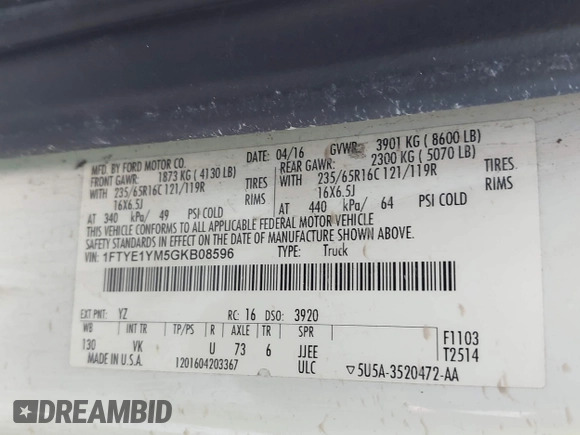 MFD. BY FORD MOTOR CO.
DATE: 04/16 GVWR: 3901 KG ( 8600 LB)
FRONT GAWR: 1873 KG ( 4130 LB)
REAR GAWR: 2300 KG ( 5070 LB)
WITH 235/65R16C 121/119R TIRES
WITH 235/65R16C 121/119R TIRES
16X6.5J RIMS
16X6.5J RIMS
AT 340 kPa/ 49 PSI COLD
AT 440 kPa/ 64 PSI COLD
THIS VEHICLE CONFORMS TO ALL APPLICABLE FEDERAL MOTOR VEHICLE
SAFETY STANDARDS IN EFFECT ON THE DATE OF MANUFACTURE SHOWN ABOVE.
VIN: 1FTYE1YM5GKB08596
TYPE: Truck
EXT PNT: YZ RC: 16 DSO: 3920
WB INT TR TP/PS R AXLE TR SPR
130 VK U 73 6 JJEE
F1103
T2514
MADE IN U.S.A. 1201604203367 ULC
▽5U5A-3520472-AA
DREAMBID